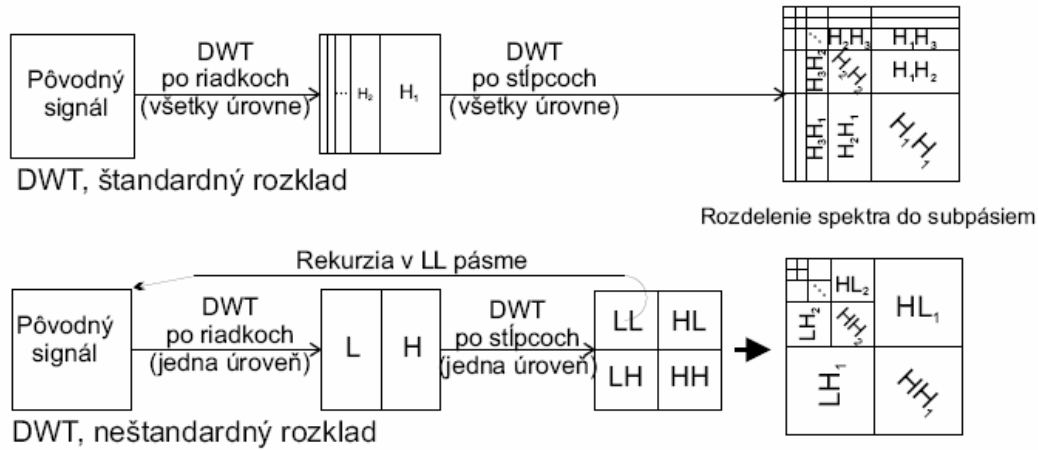 Pôvodný
signál
DWT
po riadkoch
(všetky úrovne)
... H₂ H₁
DWT
po stĺpcoch
(všetky úrovne)
H₂H₃ H₁H₃
H₃H₂ H₂H₂ H₁H₂
H₃H₁ H₂H₁ H₁H₁
DWT, štandardný rozklad
Rozdelenie spektra do subpásiem
Rekurzia v LL pásme
Pôvodný
signál
DWT
po riadkoch
(jedna úroveň)
L H
DWT
po stĺpcoch
(jedna úroveň)
LL HL
LH HH
HL₂ HL₁
LH₂ HH₂
LH₁ HH₁
DWT, neštandardný rozklad